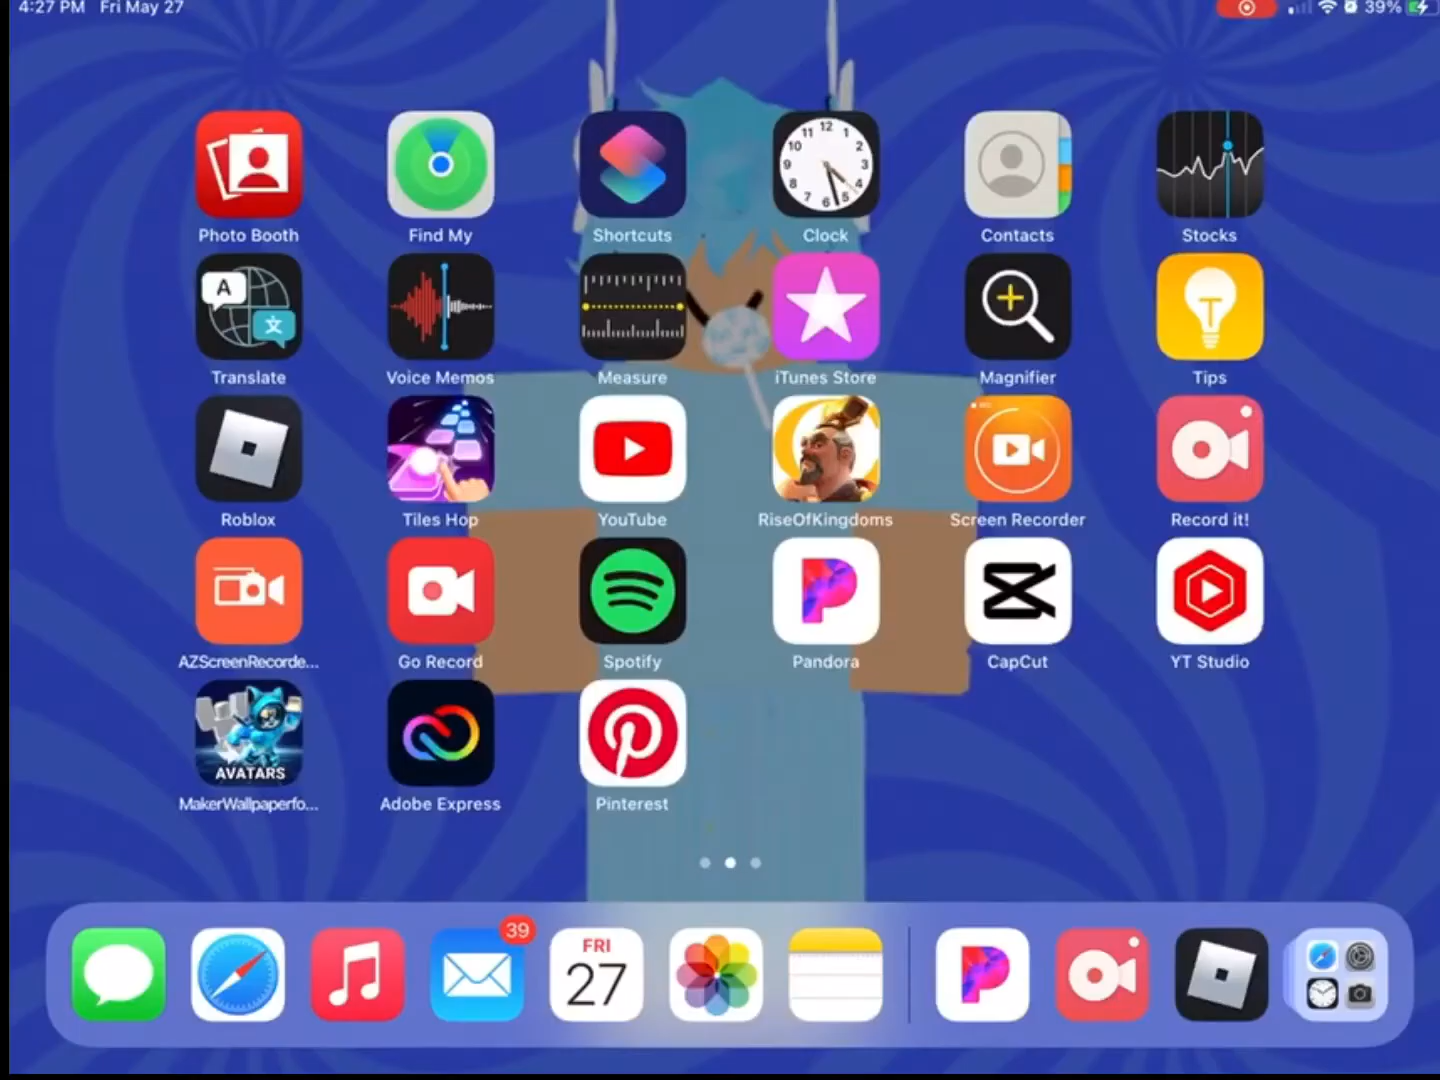 4:27 PM Fri May 27
39%
Photo Booth
Find My
Shortcuts
Clock
Contacts
Stocks
Translate
Voice Memos
Measure
iTunes Store
Magnifier
Tips
Roblox
Tiles Hop
YouTube
RiseOfKingdoms
Screen Recorder
Record it!
AZScreenRecorde...
Go Record
Spotify
Pandora
CapCut
YT Studio
AVATARS
MakerWallpaperfo...
Adobe Express
Pinterest
39
FRI
27